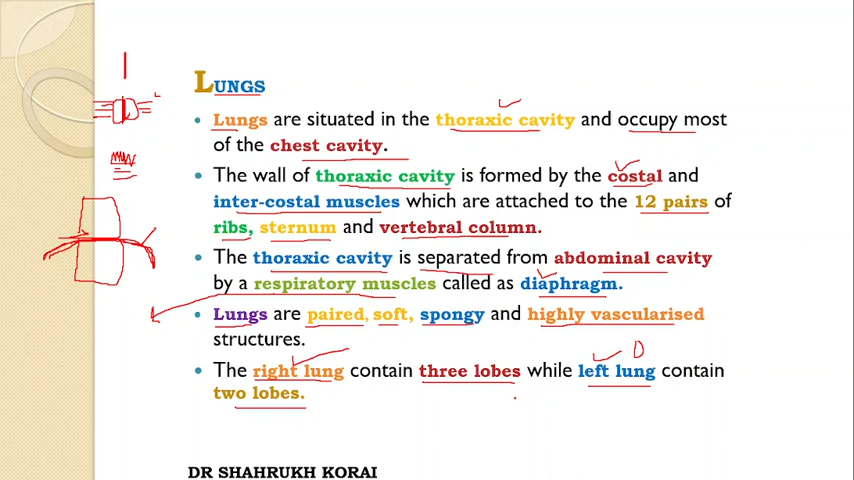 LUNGS
• Lungs are situated in the thoraxic cavity and occupy most
of the chest cavity.
• The wall of thoraxic cavity is formed by the costal and
inter-costal muscles which are attached to the 12 pairs of
ribs, sternum and vertebral column.
• The thoraxic cavity is separated from abdominal cavity
by a respiratory muscles called as diaphragm.
• Lungs are paired, soft, spongy and highly vascularised
structures.
• The right lung contain three lobes while left lung contain
two lobes.
DR SHAHRUKH KORAI